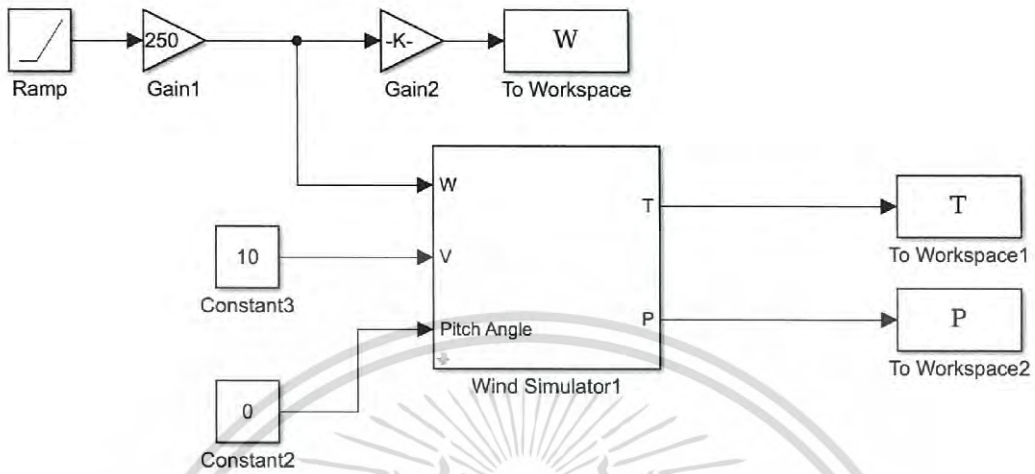 250
-K-
W
Ramp
Gain1
Gain2
To Workspace
W
T
T
V
10
To Workspace1
Constant3
Pitch Angle
P
P
Wind Simulator1
To Workspace2
0
Constant2